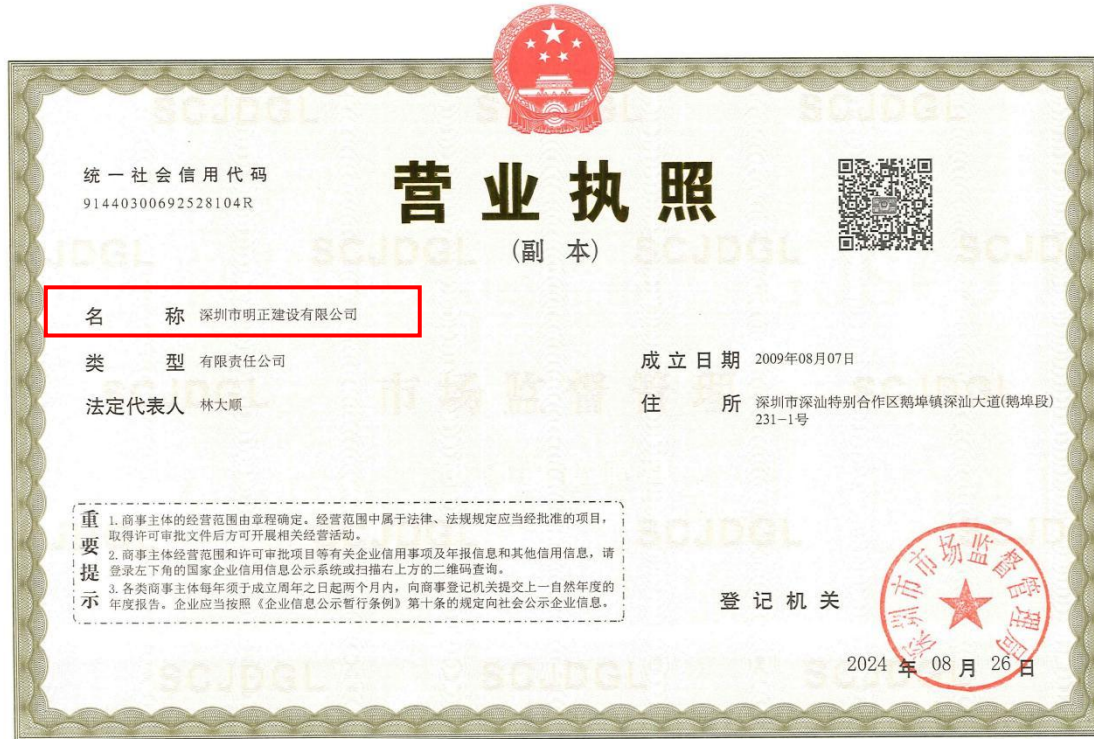 统一社会信用代码
91440300692528104R
营业执照
(副 本)
名 称 深圳市明正建设有限公司
类 型 有限责任公司
法定代表人 林大顺
成立日期 2009年08月07日
住 所 深圳市深汕特别合作区鹅埠镇深汕大道(鹅埠段)
231-1号
重要提示
1. 商事主体的经营范围由章程确定。经营范围中属于法律、法规规定应当经批准的项目，
取得许可审批文件后方可开展相关经营活动。
2. 商事主体经营范围和许可审批项目等有关企业信用事项及年报信息和其他信用信息，请
登录左下角的国家企业信用信息公示系统或扫描右上方的二维码查询。
3. 各类商事主体每年须于成立周年之日起两个月内，向商事登记机关提交上一自然年度的
年度报告。企业应当按照《企业信息公示暂行条例》第十条的规定向社会公示企业信息。
登记机关
深圳市市场监督管理局
2024 年 08 月 26 日
SCJDGL
市场监督管理